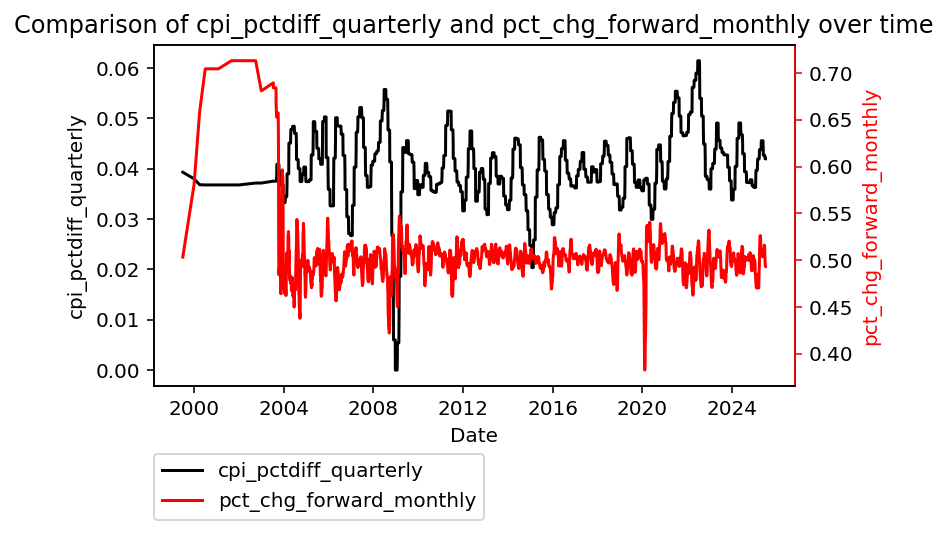 Comparison of cpi_pctdiff_quarterly and pct_chg_forward_monthly over time
cpi_pctdiff_quarterly
0.06
0.05
0.04
0.03
0.02
0.01
0.00
0.70
0.65
0.60
0.55
0.50
0.45
0.40
pct_chg_forward_monthly
2000 2004 2008 2012 2016 2020 2024
Date
cpi_pctdiff_quarterly
pct_chg_forward_monthly